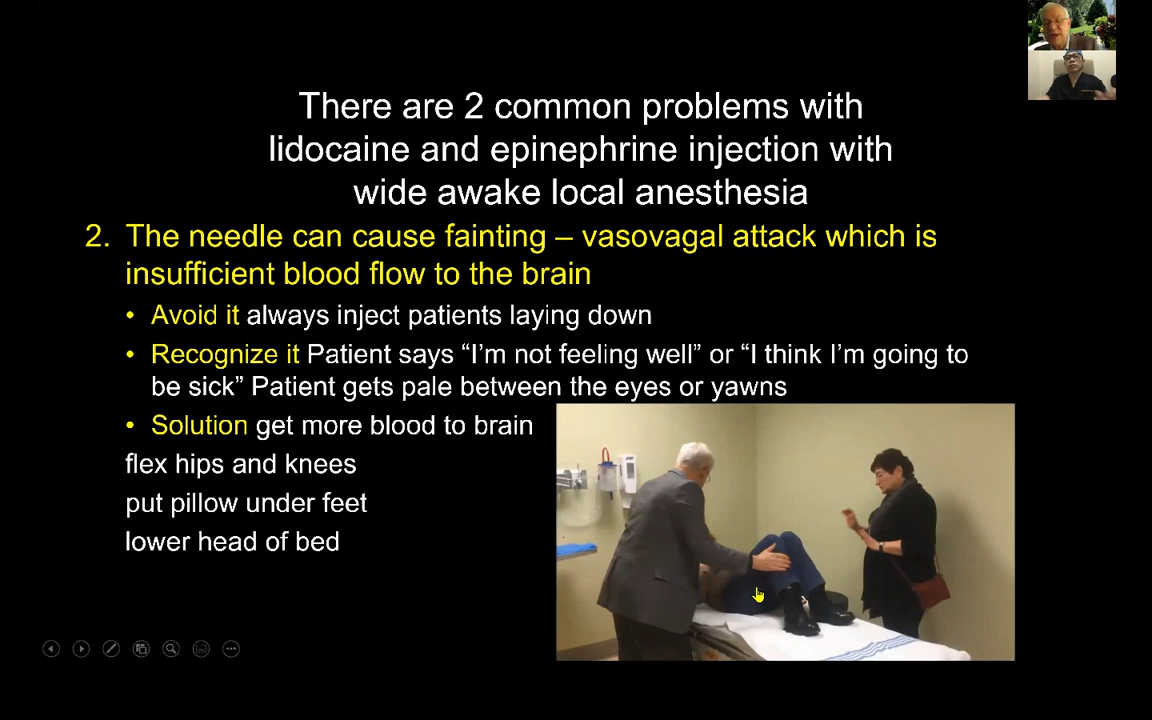 There are 2 common problems with
lidocaine and epinephrine injection with
wide awake local anesthesia
2. The needle can cause fainting – vasovagal attack which is
insufficient blood flow to the brain
• Avoid it always inject patients laying down
• Recognize it Patient says “I’m not feeling well” or “I think I’m going to
be sick” Patient gets pale between the eyes or yawns
• Solution get more blood to brain
flex hips and knees
put pillow under feet
lower head of bed